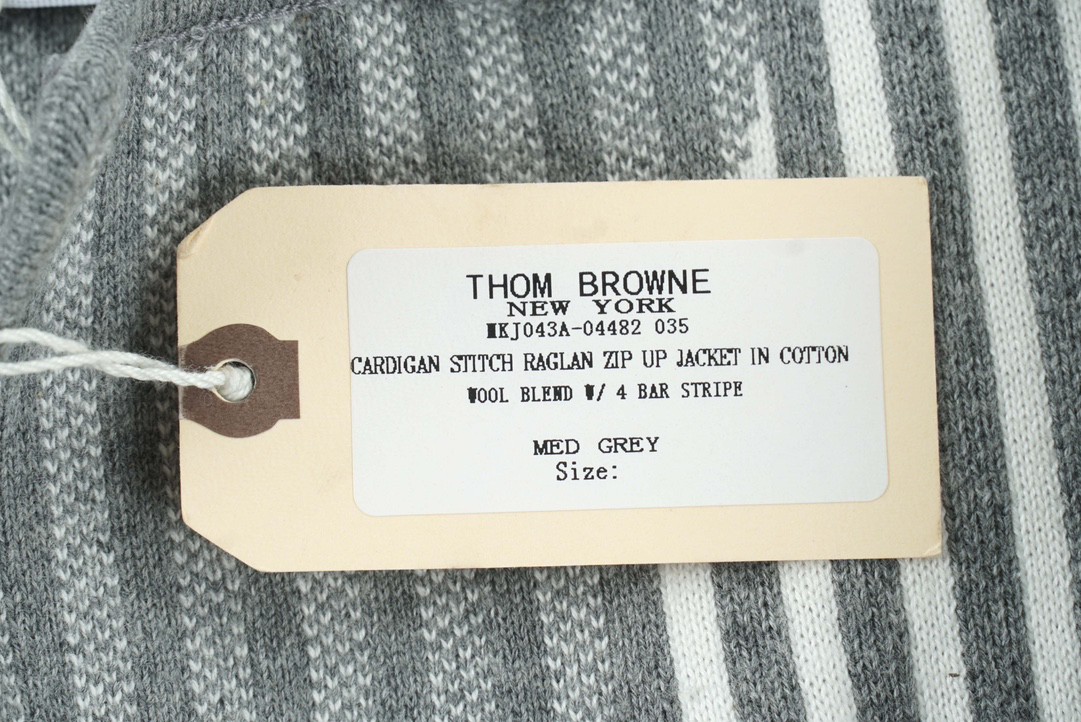 THOM BROWNE
NEW YORK
MKJ043A-04482 035
CARDIGAN STITCH RAGLAN ZIP UP JACKET IN COTTON
WOOL BLEND W/ 4 BAR STRIPE
MED GREY
Size: